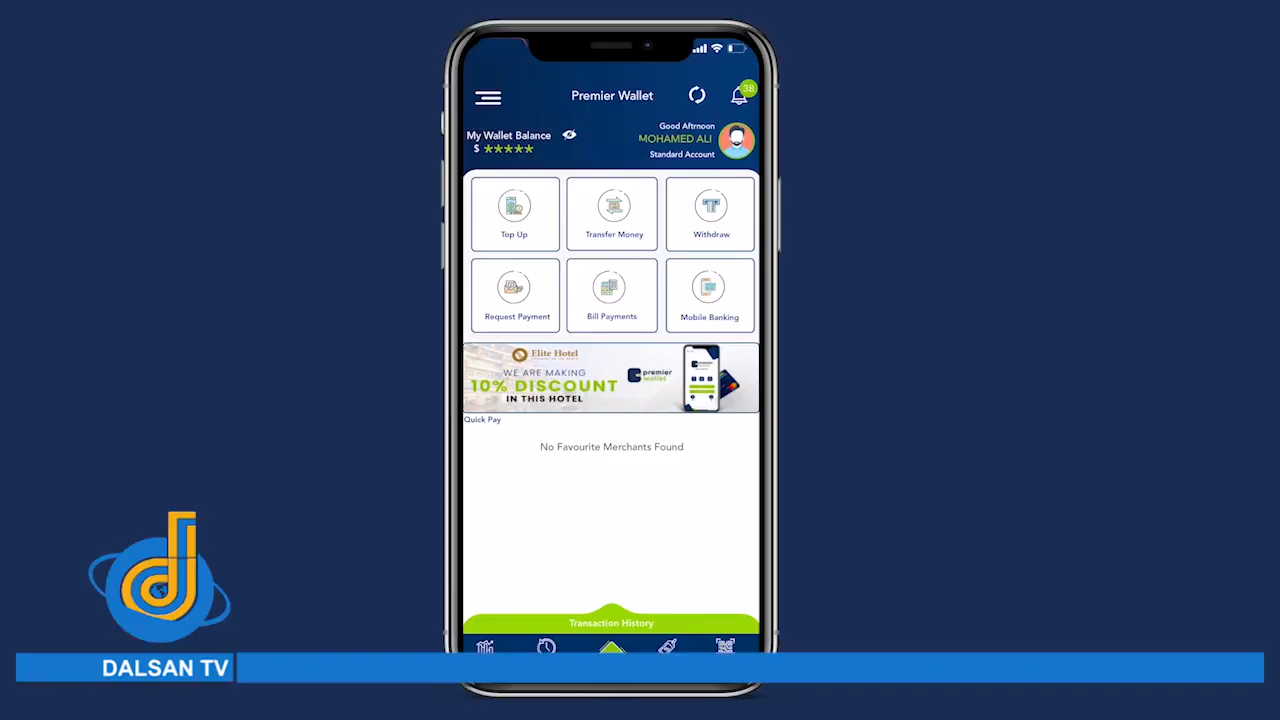 Premier Wallet
38
My Wallet Balance
$ *****
Good Aftrnoon
MOHAMED ALI
Standard Account
Top Up
Transfer Money
Withdraw
Request Payment
Bill Payments
Mobile Banking
Elite Hotel
WE ARE MAKING
10% DISCOUNT
IN THIS HOTEL
premier
wallet
Quick Pay
No Favourite Merchants Found
Transaction History
DALSAN TV